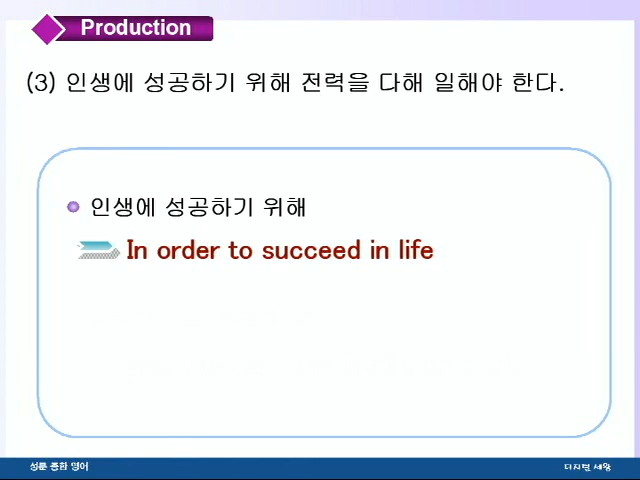 Production
(3) 인생에 성공하기 위해 전력을 다해 일해야 한다.
인생에 성공하기 위해
In order to succeed in life
성문 종합 영어
디지털 세왕